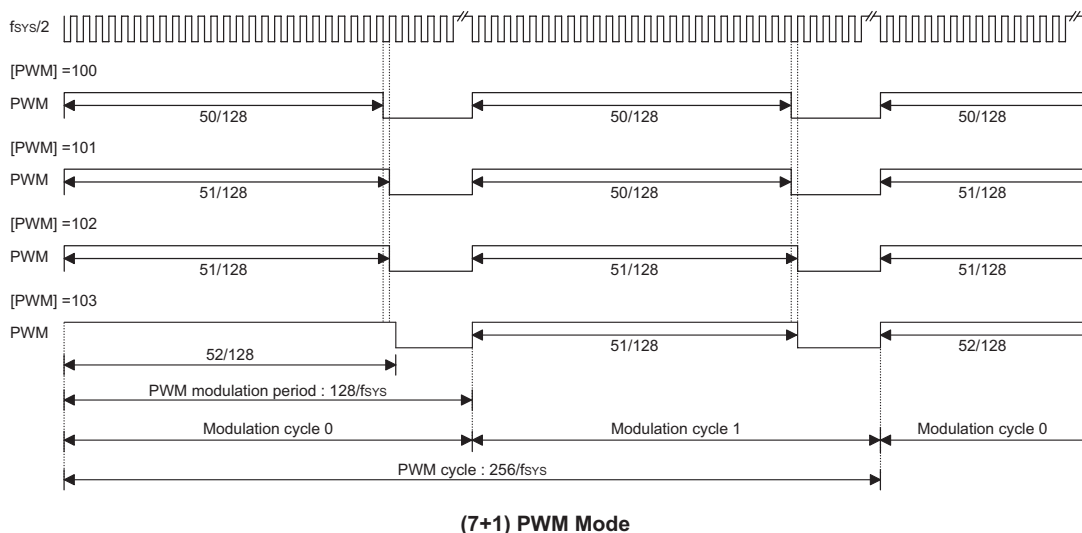 fSYS/2
[PWM] =100
PWM
50/128 50/128 50/128
[PWM] =101
PWM
51/128 50/128 51/128
[PWM] =102
PWM
51/128 51/128 51/128
[PWM] =103
PWM
52/128 51/128 52/128
PWM modulation period : 128/fSYS
Modulation cycle 0 Modulation cycle 1 Modulation cycle 0
PWM cycle : 256/fSYS
(7+1) PWM Mode